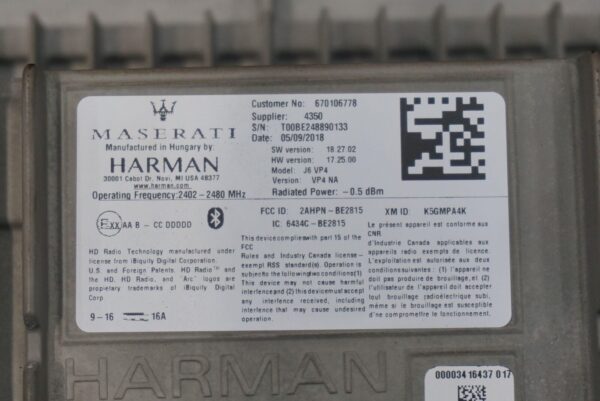 MASERATI
Manufactured in Hungary by:
HARMAN
30001 Cabot Dr. Novi, MI USA 48377
www.harman.com
Operating Frequency:2402 - 2480 MHz
Customer No: 670106778
Supplier: 4350
S/N: T00BE248890133
Date: 05/09/2018
SW version: 18.27.02
HW version: 17.25.00
Model: J6 VP4
Version: VP4 NA
Radiated Power: -0.5 dBm
EXX/AA B - CC DDDDD
HD Radio Technology manufactured under
license from iBiquity Digital Corporation.
U.S and Foreign Patents. HD Radio™ and
the HD, HD Radio, and "Arc" logos are
proprietary trademarks of iBiquity Digital
Corp.
9-16 16A
FCC ID: 2AHPN-BE2815
IC: 6434C-BE2815
This device complies with part 15 of the
FCC
Rules and Industry Canada license-
exempt RSS standard(s). Operation is
subject to the following two conditions(1)
This device may not cause harmful
interference and (2) this device must accept
any interference received, including
interference that may cause undesired
operation.
XM ID: K5GMPA4K
Le présent appareil est conforme aux
CNR
d'Industrie Canada applicables aux
appareils radio exempts de licence.
L'exploitation est autorisée aux deux
conditions suivantes : (1) l'appareil ne
doit pas produire de brouillage, et (2)
l'utilisateur de l'appareil doit accepter
tout brouillage radioélectrique subi,
même si le brouillage est susceptible d'en
compromettre le fonctionnement.
HARMAN
00003416437017